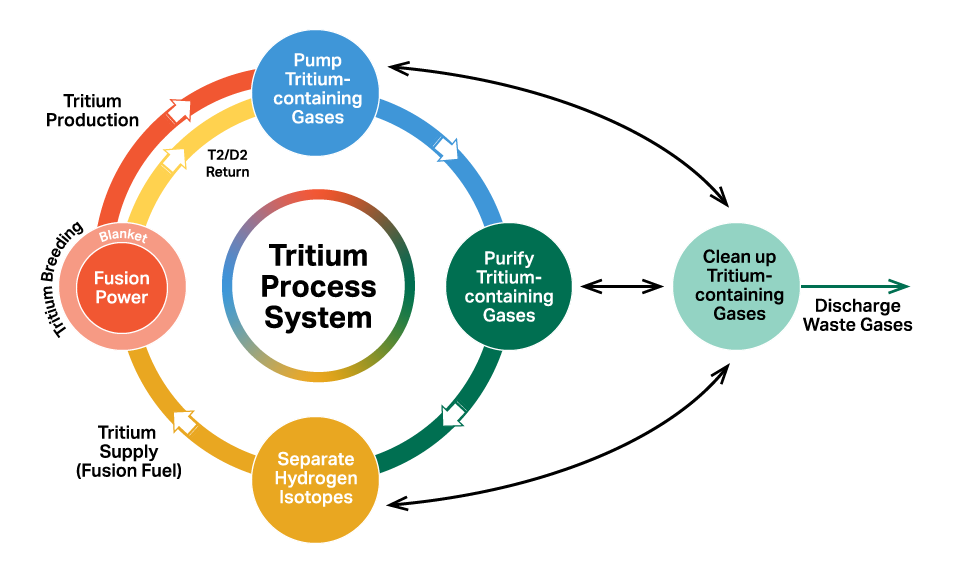 Pump
Tritium-
containing
Gases
Tritium
Production
T2/D2
Return
Tritium Breeding
Blanket
Fusion
Power
Tritium
Process
System
Purify
Tritium-
containing
Gases
Clean up
Tritium-
containing
Gases
Discharge
Waste Gases
Tritium
Supply
(Fusion Fuel)
Separate
Hydrogen
Isotopes